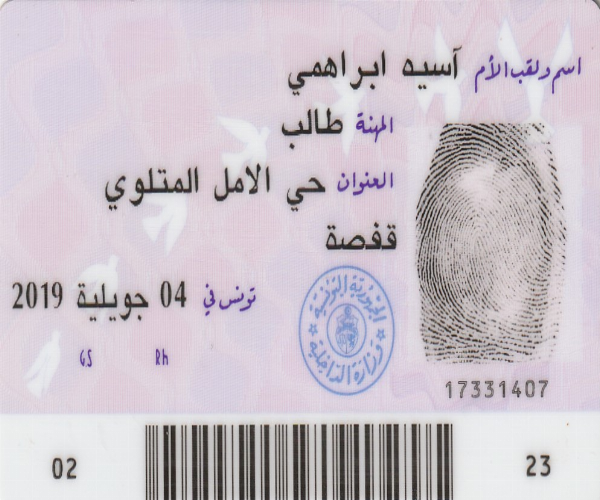 اسم ولقب الأم آسيه ابراهمي
المهنة طالب
العنوان حي الامل المتلوي
قفصة
تونس في 04 جويلية 2019
GS Rh
الجمهورية التونسية
وزارة الداخلية
17331407
02 23